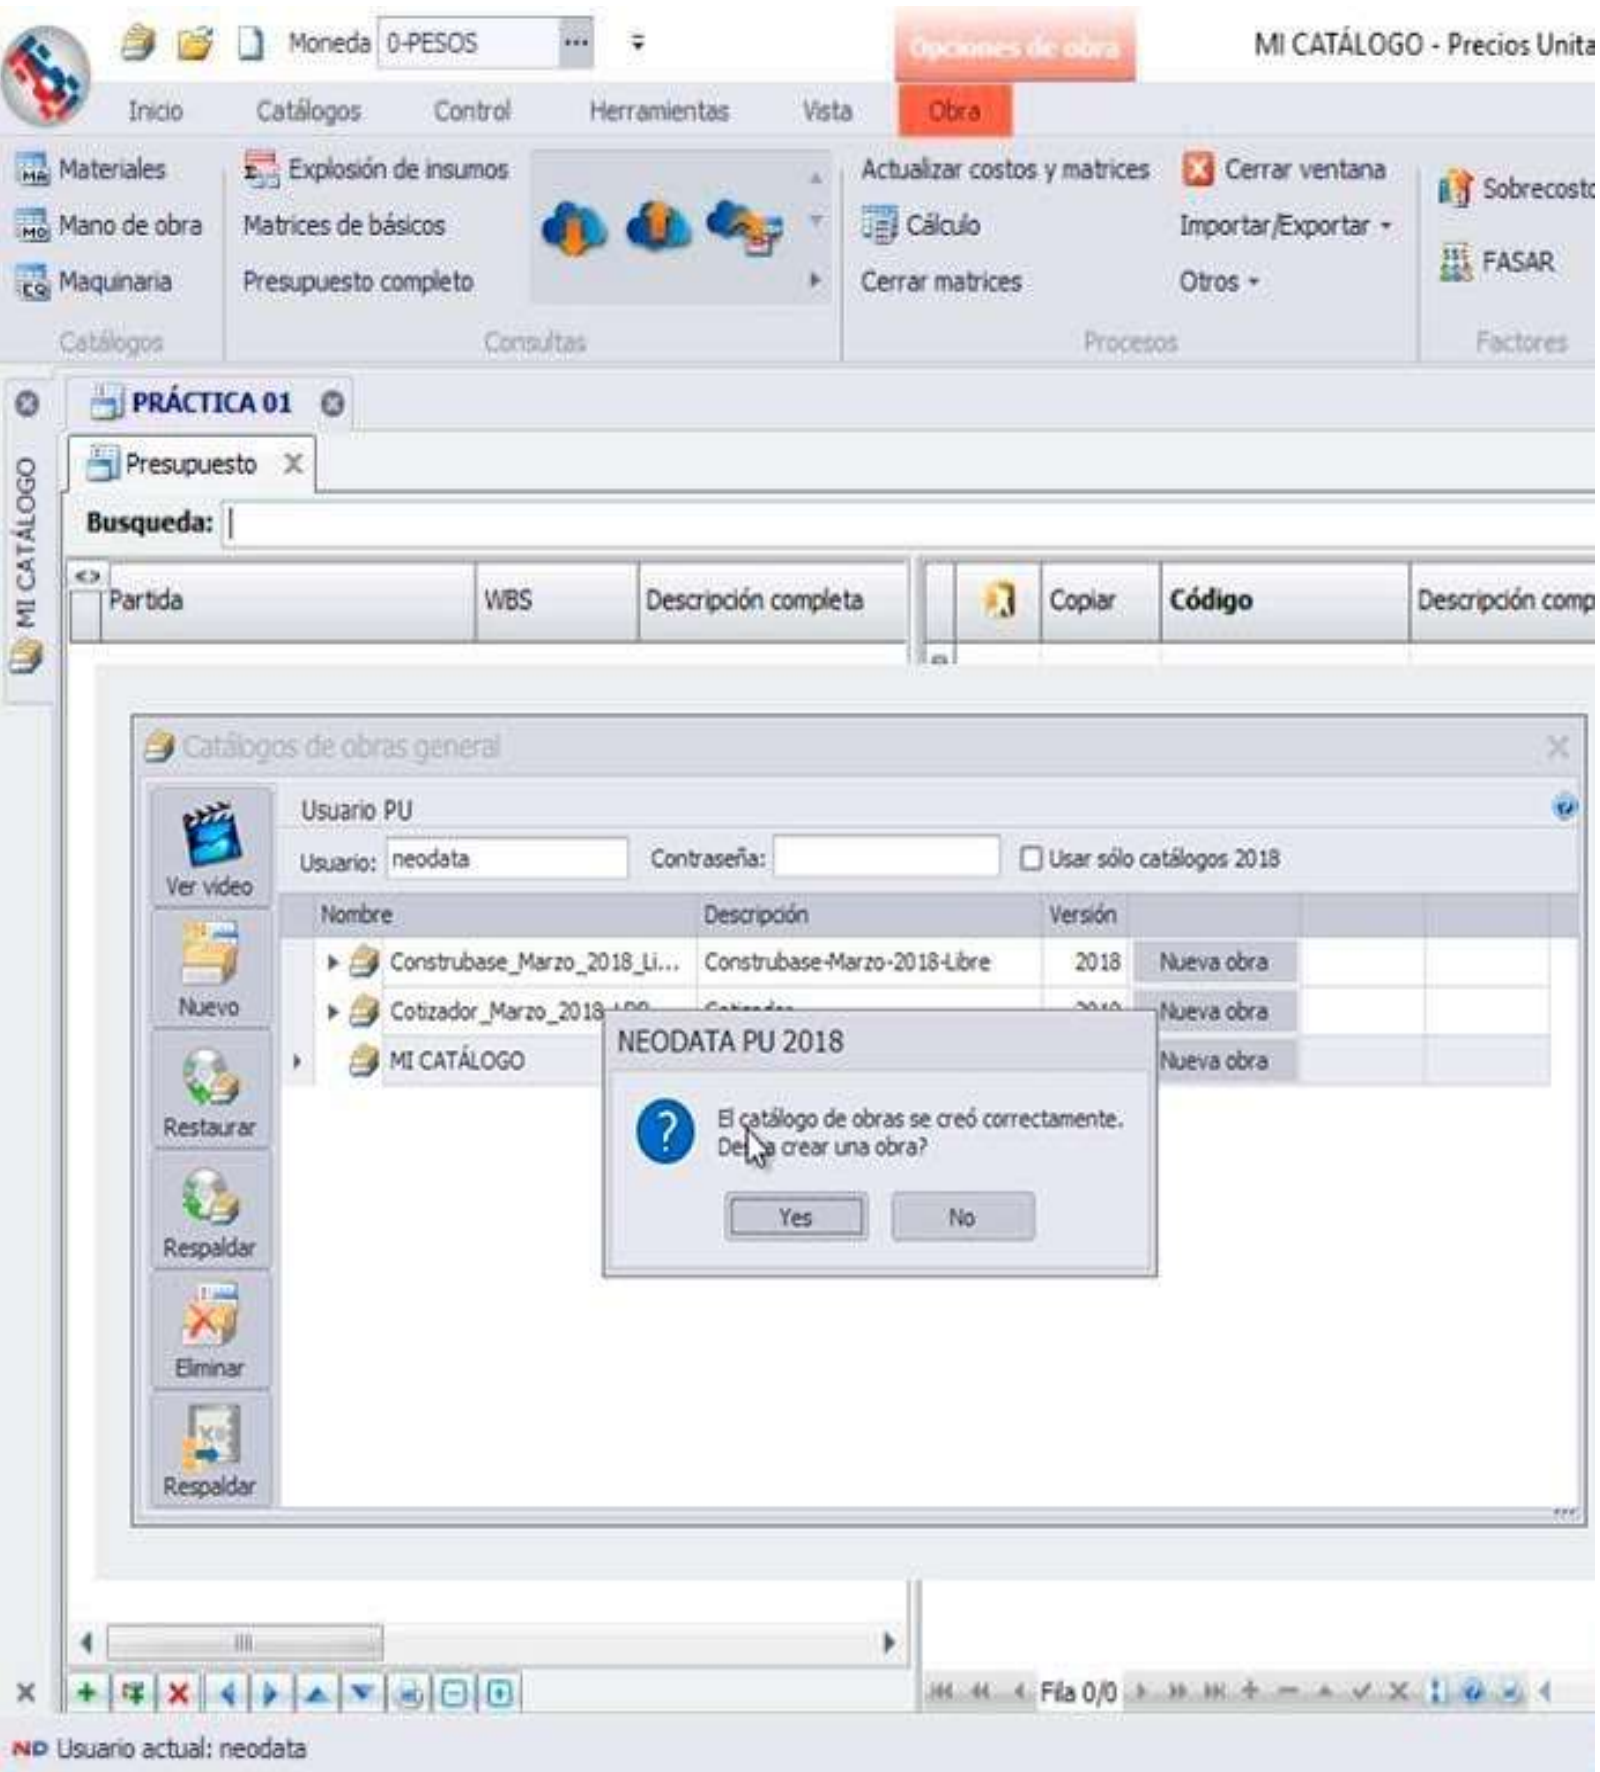 Moneda 0-PESOS ...
Opciones de obra
MI CATÁLOGO - Precios Unita
Inicio Catálogos Control Herramientas Vista Obra
Materiales
Mano de obra
Maquinaria
Catálogos
Explosión de insumos
Matrices de básicos
Presupuesto completo
Consultas
Actualizar costos y matrices
Cálculo
Cerrar matrices
Cerrar ventana
Importar/Exportar
Otros
Procesos
Sobrecosto
FASAR
Factores
MI CATÁLOGO
PRÁCTICA 01
Presupuesto
Busqueda:
Partida WBS Descripción completa Copiar Código Descripción comp
Catálogos de obras general
Ver video
Nuevo
Restaurar
Respaldar
Eliminar
Respaldar
Usuario PU
Usuario: neodata Contraseña: Usar sólo catálogos 2018
Nombre Descripción Versión
Construbase_Marzo_2018_Li... Construbase-Marzo-2018-Libre 2018 Nueva obra
Cotizador_Marzo_2018 Nueva obra
MI CATÁLOGO Nueva obra
NEODATA PU 2018
El catálogo de obras se creó correctamente.
crear una obra?
Yes No
Fila 0/0
ND Usuario actual: neodata